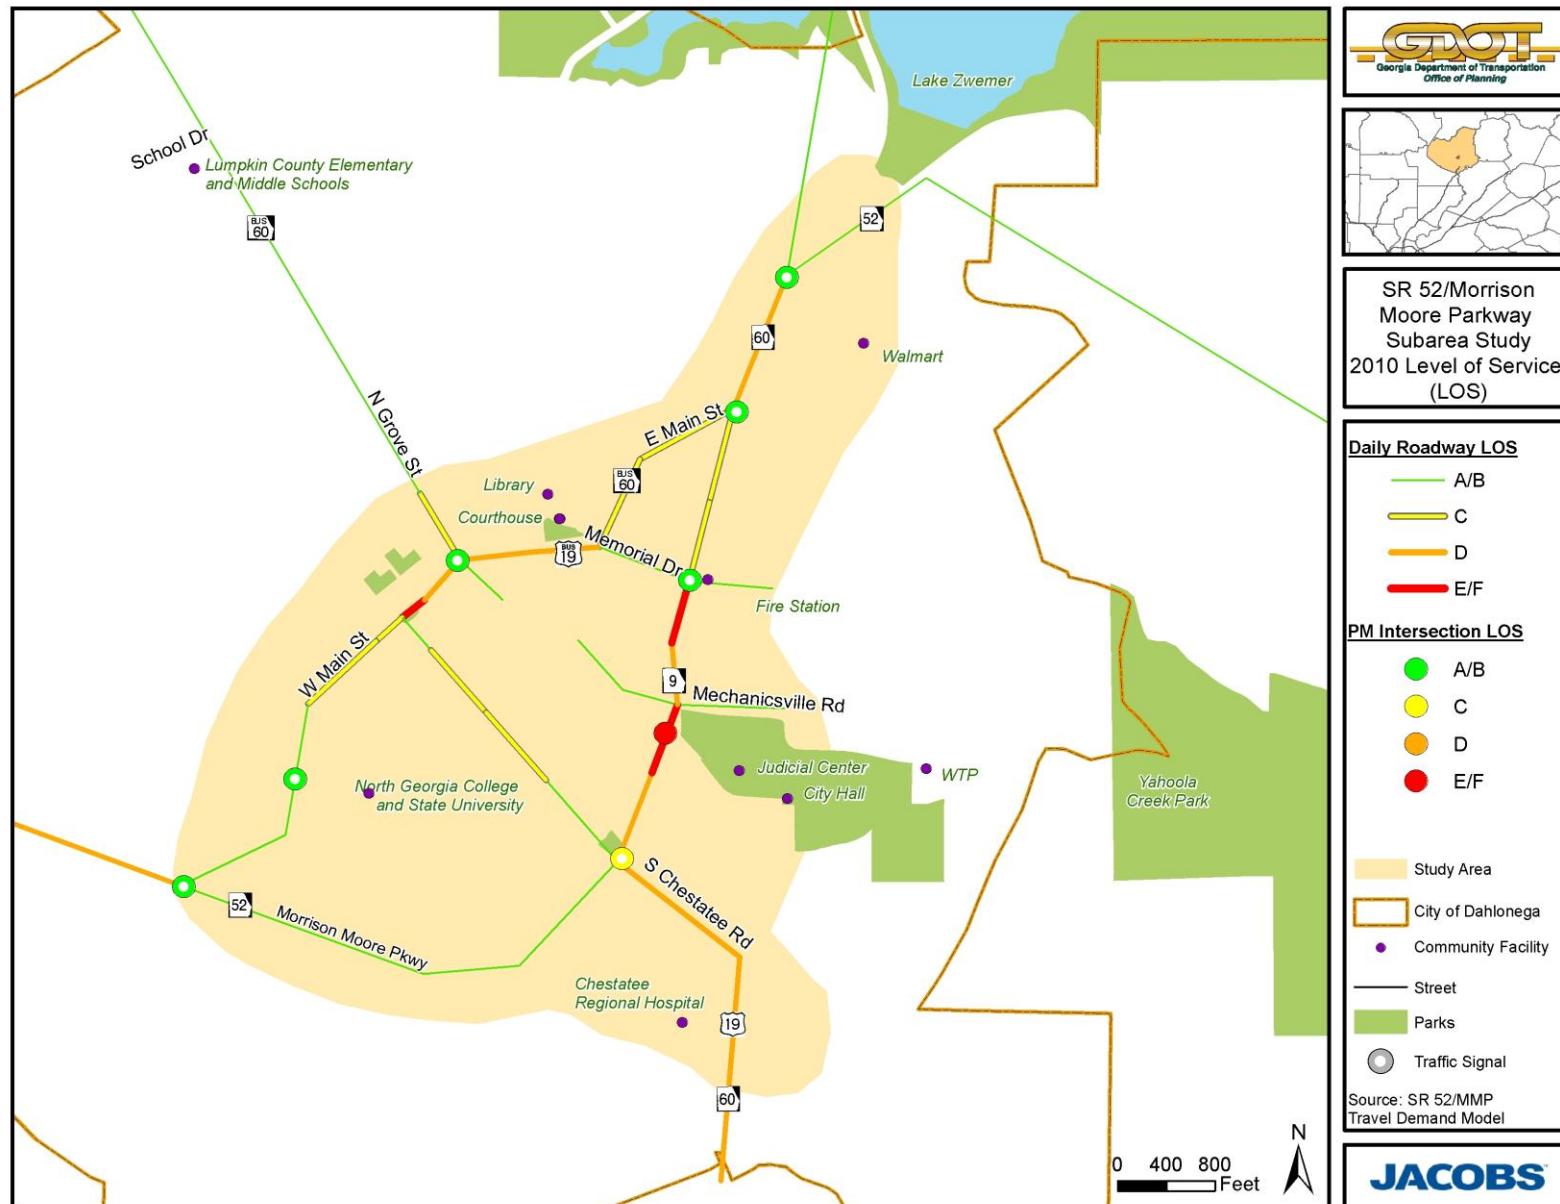 Lake Zwemer
School Dr
Lumpkin County Elementary
and Middle Schools
BUS
60
52
60
Walmart
N Grove St
E Main St
BUS
60
Library
Courthouse
Memorial Dr
BUS
19
Fire Station
W Main St
9
Mechanicsville Rd
Judicial Center
City Hall
WTP
Yahoola
Creek Park
North Georgia College
and State University
S Chestatee Rd
52
Morrison Moore Pkwy
Chestatee
Regional Hospital
19
60
0 400 800
Feet
N
GDOT
Georgia Department of Transportation
Office of Planning
SR 52/Morrison
Moore Parkway
Subarea Study
2010 Level of Service
(LOS)
Daily Roadway LOS
A/B
C
D
E/F
PM Intersection LOS
A/B
C
D
E/F
Study Area
City of Dahlonega
Community Facility
Street
Parks
Traffic Signal
Source: SR 52/MMP
Travel Demand Model
JACOBS